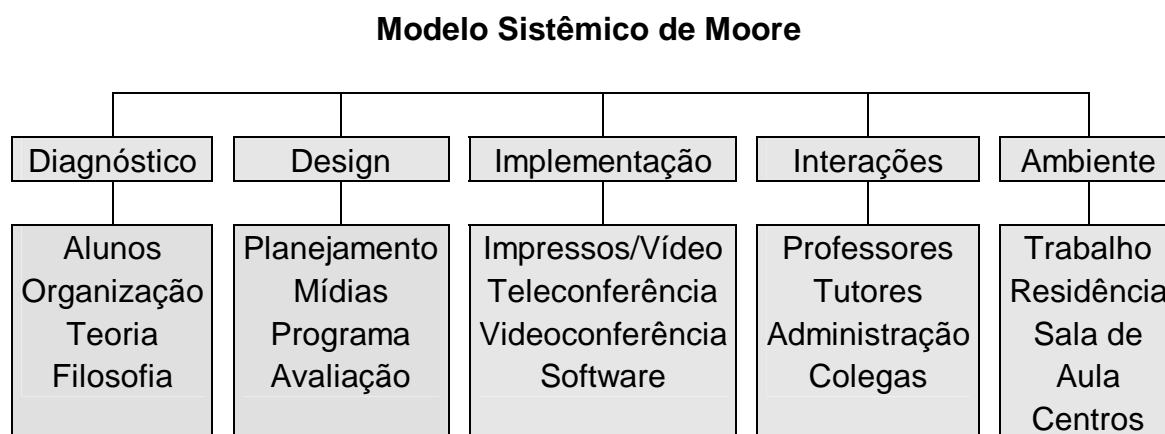 Modelo Sistêmico de Moore
Diagnóstico
Design
Implementação
Interações
Ambiente
Alunos
Organização
Teoria
Filosofia
Planejamento
Mídias
Programa
Avaliação
Impressos/Vídeo
Teleconferência
Videoconferência
Software
Professores
Tutores
Administração
Colegas
Trabalho
Residência
Sala de
Aula
Centros